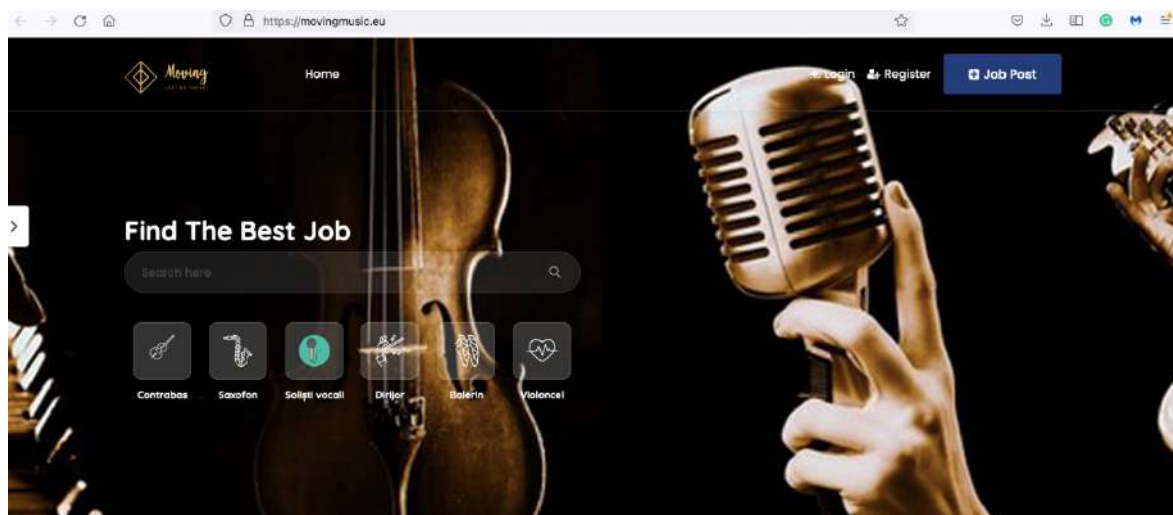 https://movingmusic.eu
Moving
Home
Login
Register
Job Post
Find The Best Job
Search here
Contrabas
Saxofon
Soliști vocali
Dirijor
Balerin
Violoncel